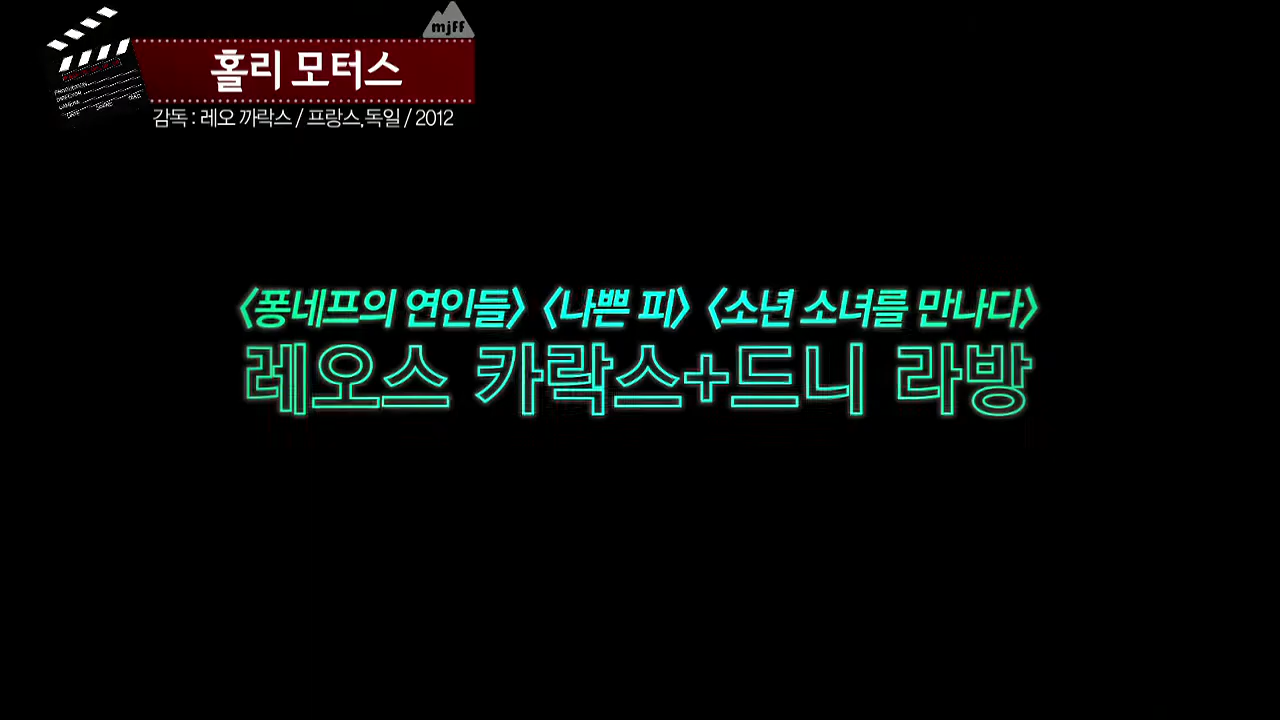 mjff
홀리 모터스
감독 : 레오 까락스 / 프랑스, 독일 / 2012
<퐁네프의 연인들> <나쁜 피> <소년 소녀를 만나다>
레오스 카락스+드니 라방